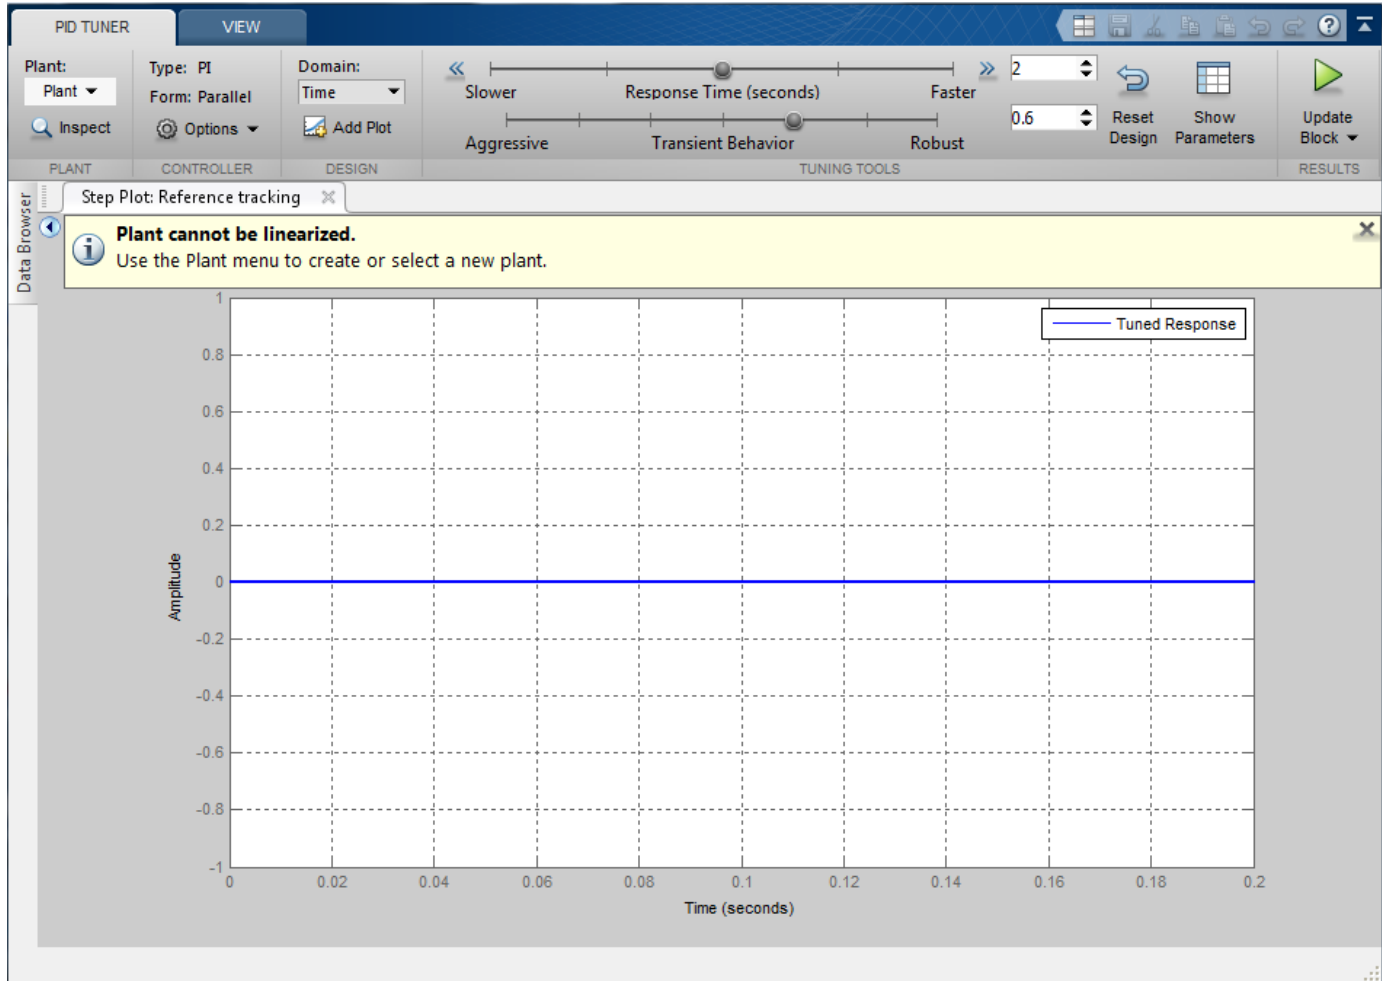 PID TUNER
VIEW
Plant:
Plant
Inspect
PLANT
Type: PI
Form: Parallel
Options
CONTROLLER
Domain:
Time
Add Plot
DESIGN
Slower
Response Time (seconds)
Faster
2
Aggressive
Transient Behavior
Robust
0.6
Reset
Design
Show
Parameters
TUNING TOOLS
Update
Block
RESULTS
Data Browser
Step Plot: Reference tracking
Plant cannot be linearized.
Use the Plant menu to create or select a new plant.
Tuned Response
1
0.8
0.6
0.4
0.2
0
-0.2
-0.4
-0.6
-0.8
-1
Amplitude
0 0.02 0.04 0.06 0.08 0.1 0.12 0.14 0.16 0.18 0.2
Time (seconds)